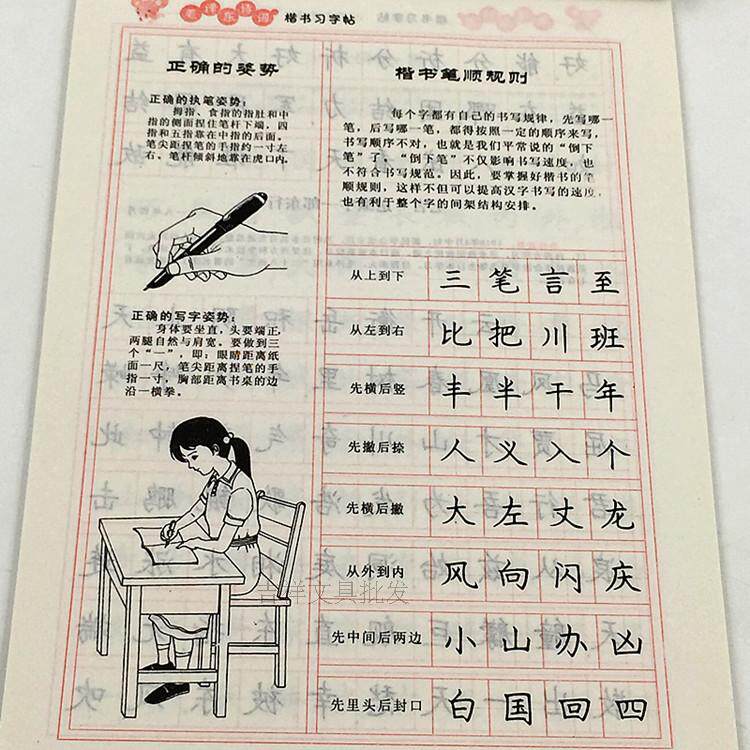 毛泽东诗词 楷书习字帖
楷书习字帖
正确的姿势
正确的执笔姿势：
拇指、食指的指肚和中
指的侧面捏住笔杆下端，四
指和五指靠在中指的后面。
笔尖距捏笔的手指约一寸左
右。笔杆倾斜地靠在虎口内。
正确的写字姿势：
身体要坐直，头要端正，
两腿自然与肩宽。要做到三
个“一”，即：眼睛距离纸
面一尺，笔尖距离捏笔的手
指一寸，胸部距离书桌的边
沿一横拳。
楷书笔顺规则
每个字都有自己的书写规律，先写哪一
笔，后写哪一笔，都得按照一定的顺序来写，
书写顺序不对，也就是我们平常说的“倒下
笔”了。“倒下笔”不仅影响书写速度，也
不符合书写规范。因此，要掌握好楷书的笔
顺规则，这样不但可以提高汉字书写的速度，
也有利于整个字的间架结构安排。
从上到下 三 笔 言 至
从左到右 比 把 川 班
先横后竖 丰 半 干 年
先撇后捺 人 义 入 个
先横后撇 大 左 丈 龙
从外到内 风 向 闪 庆
先中间后两边 小 山 办 凶
先里头后封口 白 国 回 四
吉祥文具批发